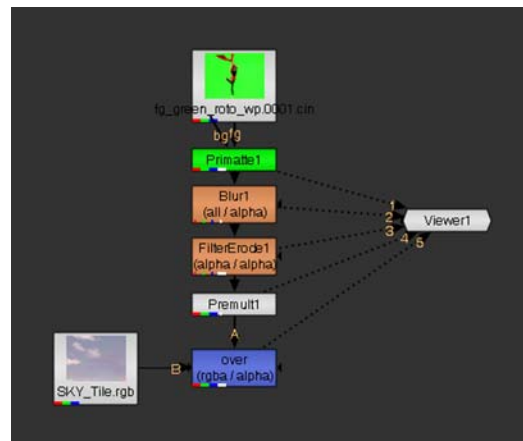 fg_green_roto_wp.0001.cin
bg fg
Primatte1
Blur1
(all / alpha)
1
2
3
4
5
Viewer1
FilterErode1
(alpha / alpha)
Premult1
A
over
(rgba / alpha)
B
SKY_Tile.rgb